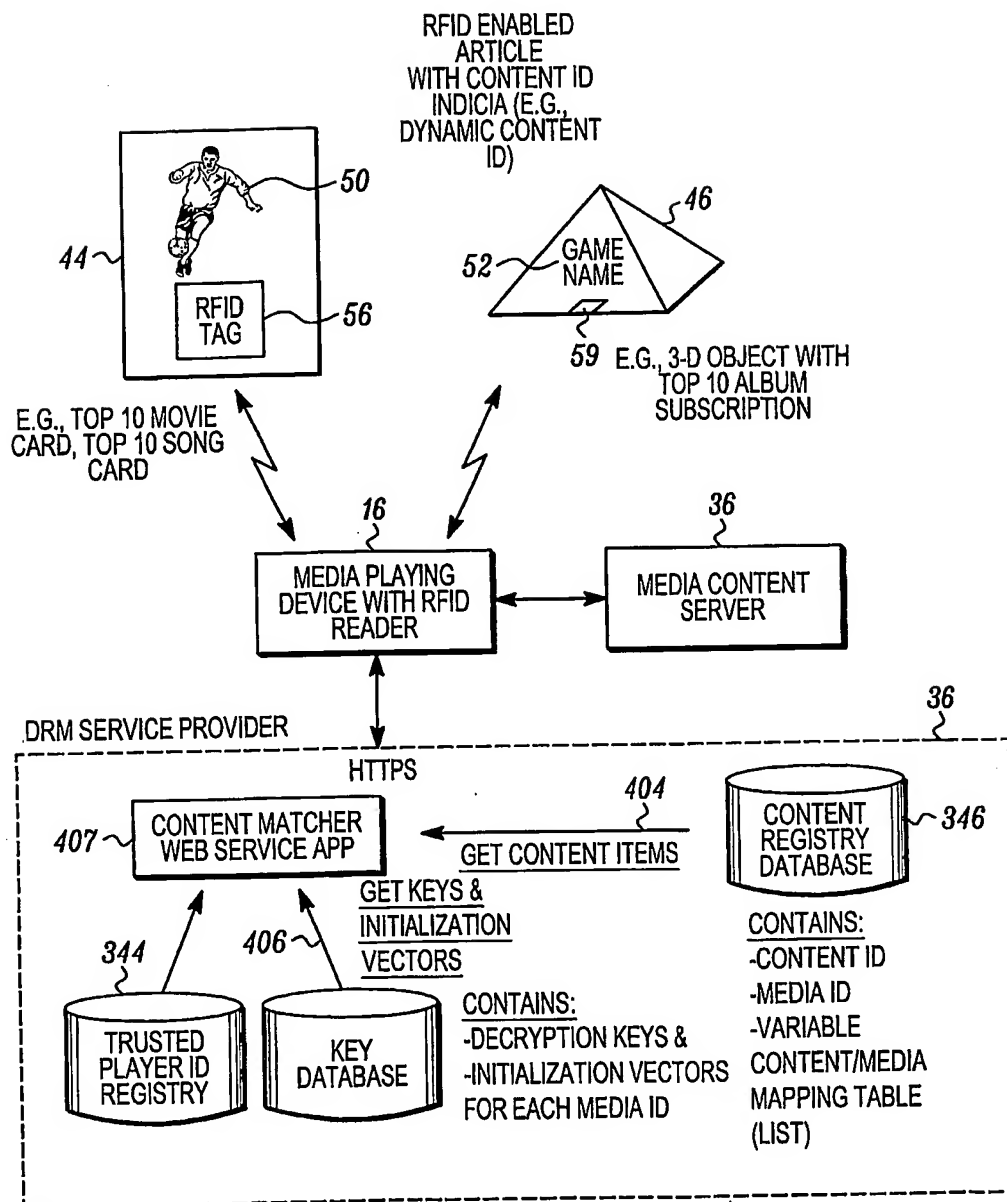 RFID ENABLED
ARTICLE
WITH CONTENT ID
INDICIA (E.G.,
DYNAMIC CONTENT
ID)
50
44
RFID
TAG
56
46
52
GAME
NAME
59
E.G., 3-D OBJECT WITH
TOP 10 ALBUM
SUBSCRIPTION
E.G., TOP 10 MOVIE
CARD, TOP 10 SONG
CARD
16
MEDIA PLAYING
DEVICE WITH RFID
READER
36
MEDIA CONTENT
SERVER
DRM SERVICE PROVIDER
36
HTTPS
407
CONTENT MATCHER
WEB SERVICE APP
404
GET CONTENT ITEMS
CONTENT
REGISTRY
DATABASE
346
GET KEYS &
INITIALIZATION
VECTORS
406
344
TRUSTED
PLAYER ID
REGISTRY
KEY
DATABASE
CONTAINS:
-DECRYPTION KEYS &
-INITIALIZATION VECTORS
FOR EACH MEDIA ID
CONTAINS:
-CONTENT ID
-MEDIA ID
-VARIABLE
CONTENT/MEDIA
MAPPING TABLE
(LIST)